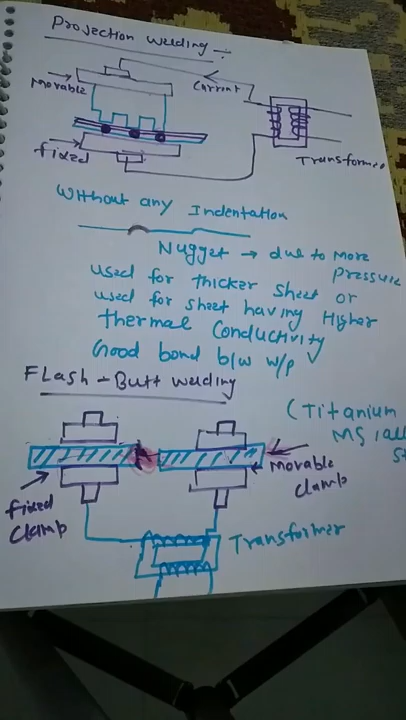 Projection Welding :-
Movable
Current
fixed
Transformer
Without any Indentation
Nugget → due to More
Pressure
used for thicker sheet or
used for sheet having Higher
thermal Conductivity
Good bond b/w w/p
Flash - Butt welding
(Titanium
MS, all
St
fixed
Clamp
Movable
Clamp
Transformer